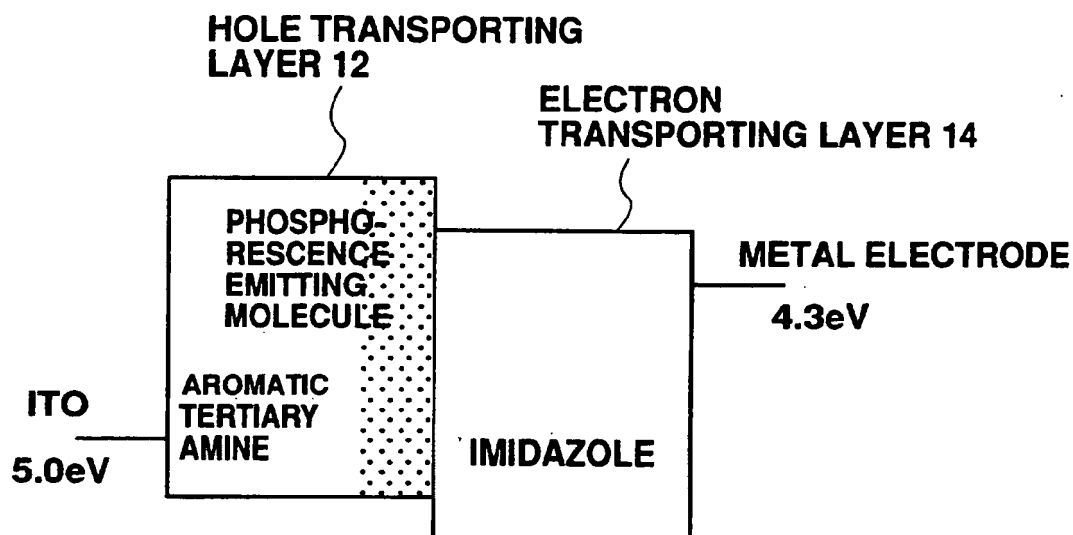 HOLE TRANSPORTING
LAYER 12
ELECTRON
TRANSPORTING LAYER 14
PHOSPHO-
RESCENCE
EMITTING
MOLECULE
METAL ELECTRODE
4.3eV
AROMATIC
TERTIARY
AMINE
ITO
5.0eV
IMIDAZOLE